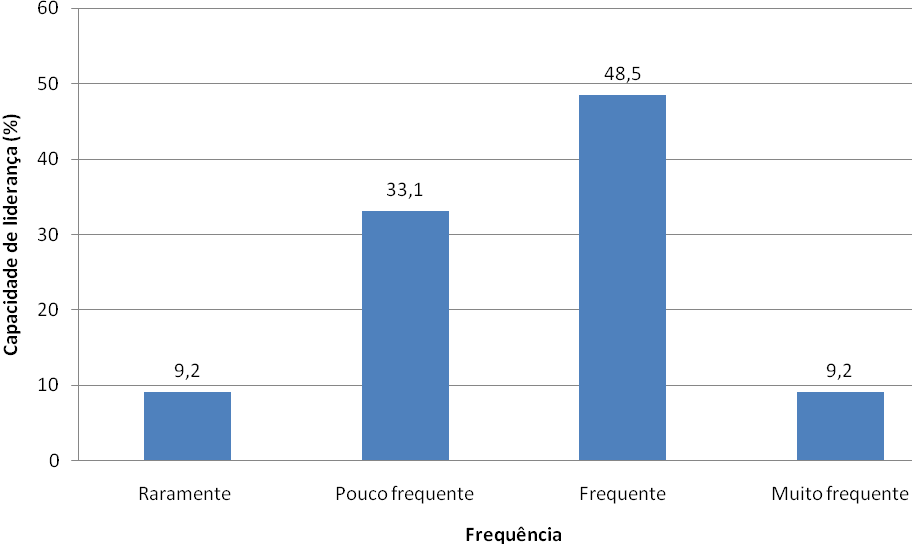 60
50
40
30
20
10
0
Capacidade de liderança (%)
9,2
33,1
48,5
9,2
Raramente
Pouco frequente
Frequente
Muito frequente
Frequência